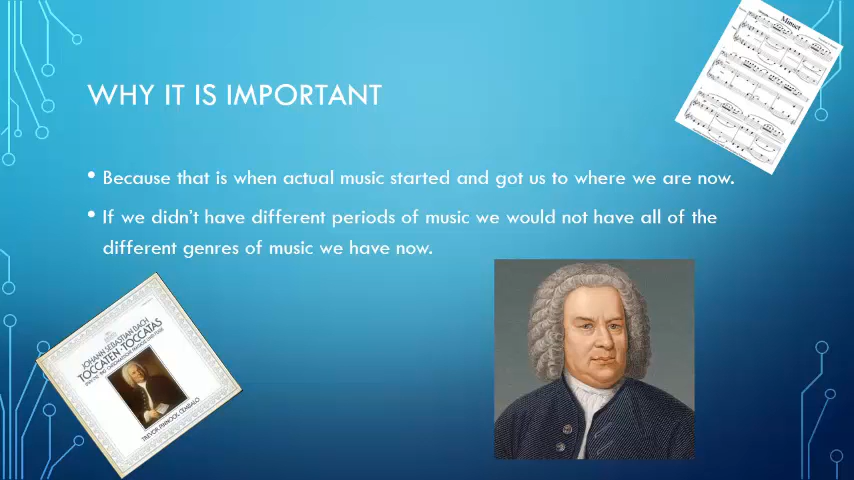 Minuet
WHY IT IS IMPORTANT
• Because that is when actual music started and got us to where we are now.
• If we didn't have different periods of music we would not have all of the
different genres of music we have now.
JOHANN SEBASTIAN BACH
TOCCATEN · TOCCATAS
TREVOR PINNOCK, CEMBALO